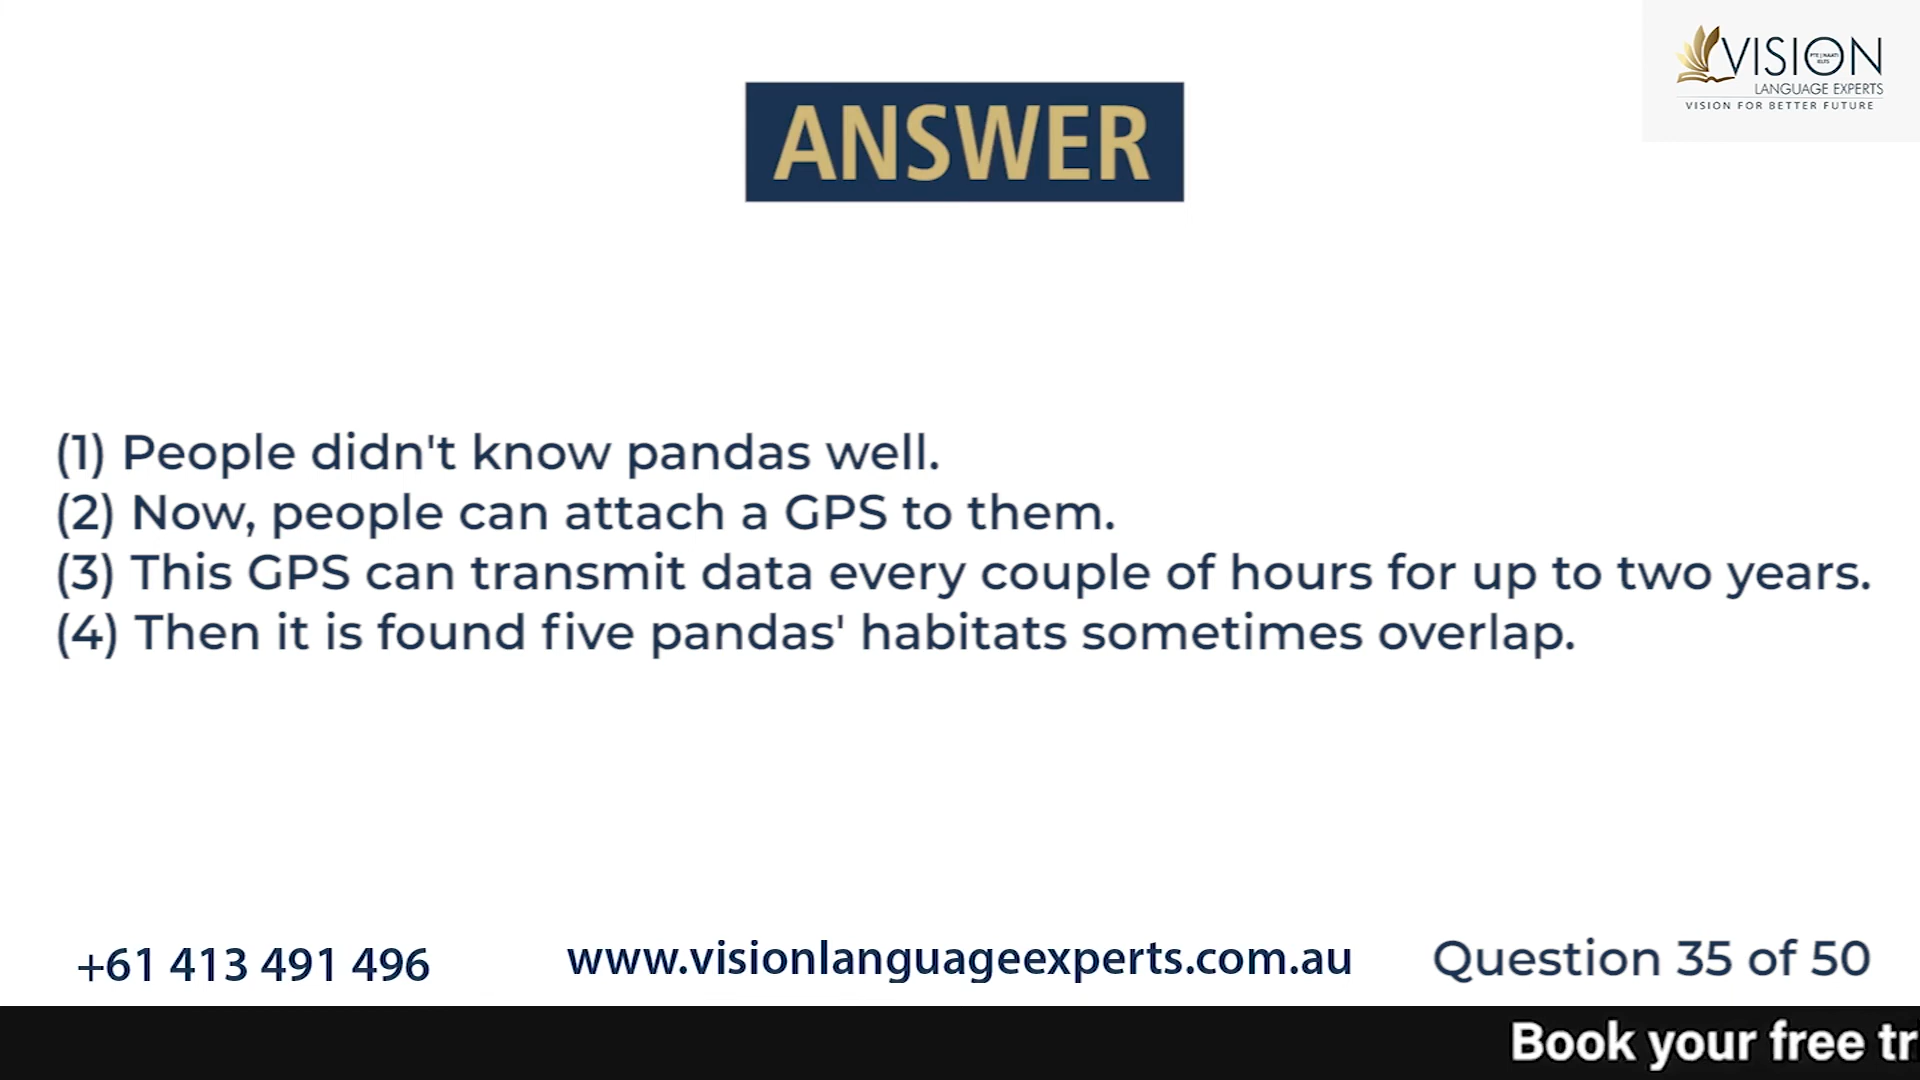 VISION
LANGUAGE EXPERTS
VISION FOR BETTER FUTURE
ANSWER
(1) People didn't know pandas well.
(2) Now, people can attach a GPS to them.
(3) This GPS can transmit data every couple of hours for up to two years.
(4) Then it is found five pandas' habitats sometimes overlap.
+61 413 491 496
www.visionlanguageexperts.com.au
Question 35 of 50
Book your free tr